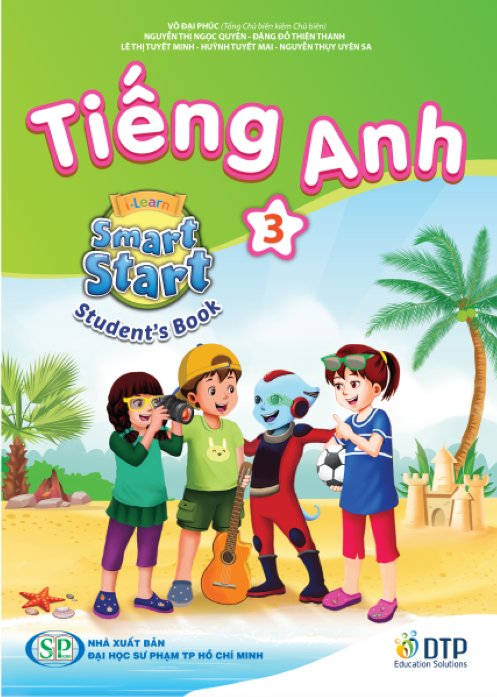 VÕ ĐẠI PHÚC (Tổng Chủ biên kiêm Chủ biên)
NGUYỄN THỊ NGỌC QUYÊN - ĐẶNG ĐỖ THIÊN THANH
LÊ THỊ TUYẾT MINH - HUỲNH TUYẾT MAI - NGUYỄN THỤY UYÊN SA
Tiếng Anh
i-Learn
3
Smart
Start
Student's Book
SP
NHÀ XUẤT BẢN
ĐẠI HỌC SƯ PHẠM TP HỒ CHÍ MINH
DTP
Education Solutions